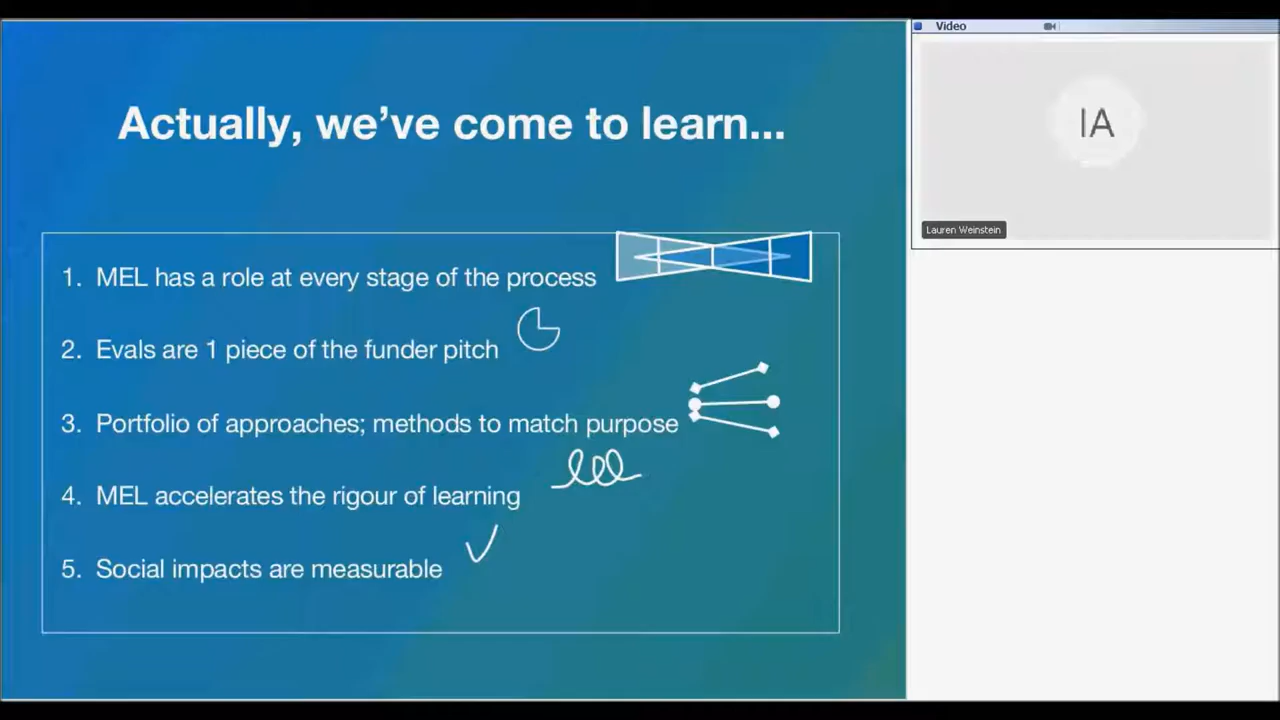 Actually, we've come to learn...
1. MEL has a role at every stage of the process
2. Evals are 1 piece of the funder pitch
3. Portfolio of approaches; methods to match purpose
4. MEL accelerates the rigour of learning
5. Social impacts are measurable
Video
IA
Lauren Weinstein